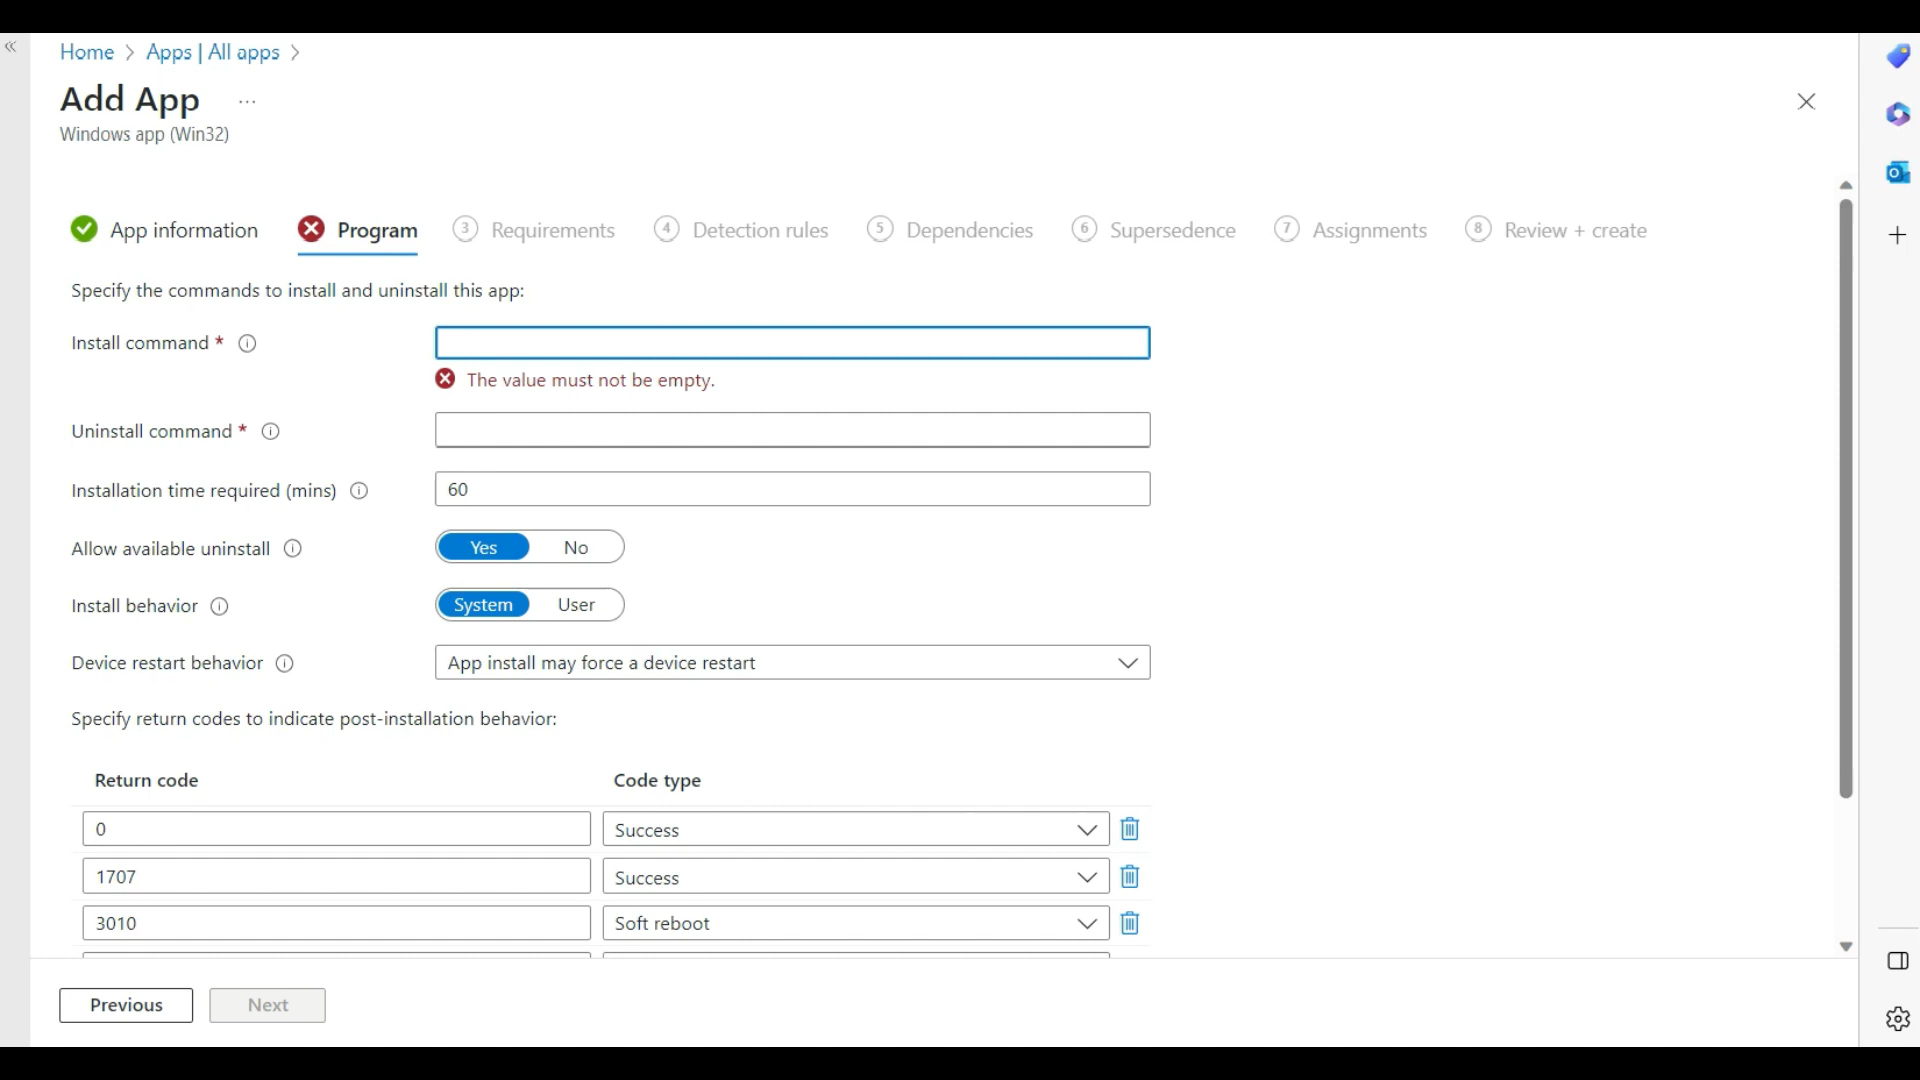 Home > Apps | All apps >
Add App ...
Windows app (Win32)
App information Program 3 Requirements 4 Detection rules 5 Dependencies 6 Supersedence 7 Assignments 8 Review + create
Specify the commands to install and uninstall this app:
Install command *
The value must not be empty.
Uninstall command *
Installation time required (mins) 60
Allow available uninstall Yes No
Install behavior System User
Device restart behavior App install may force a device restart
Specify return codes to indicate post-installation behavior:
Return code Code type
0 Success
1707 Success
3010 Soft reboot
Previous Next